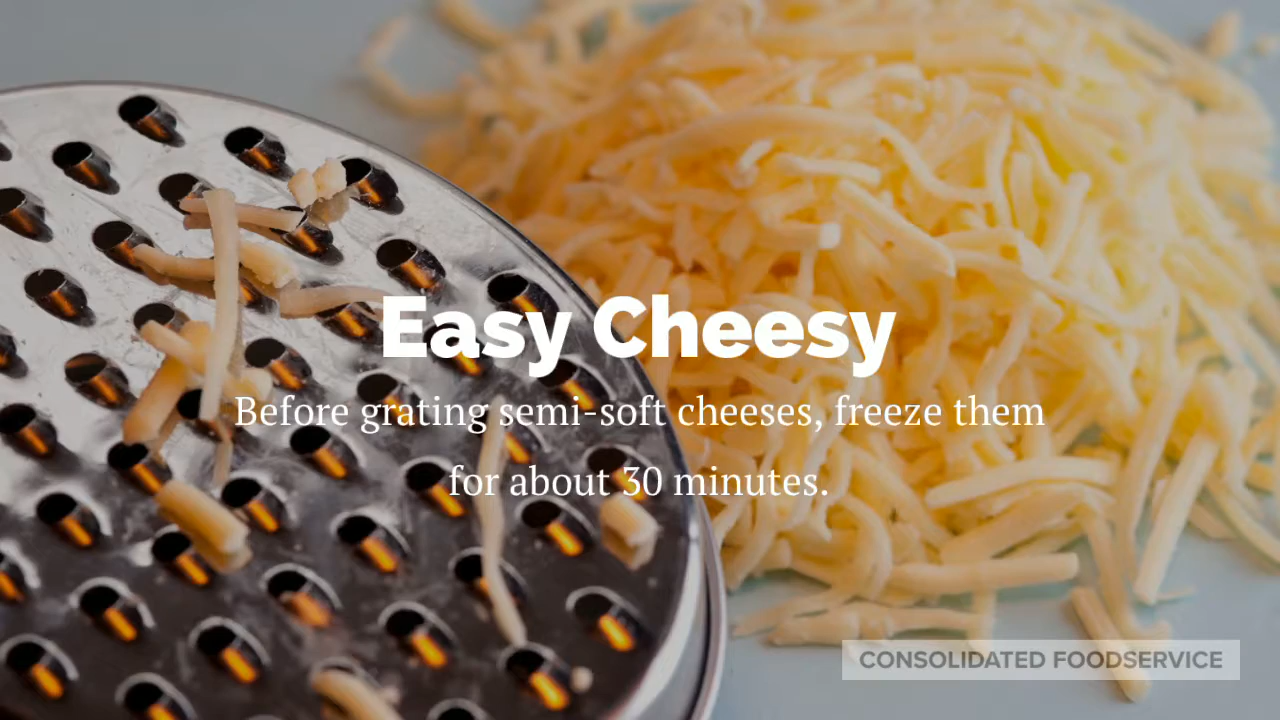 Easy Cheesy
Before grating semi-soft cheeses, freeze them
for about 30 minutes.
CONSOLIDATED FOODSERVICE